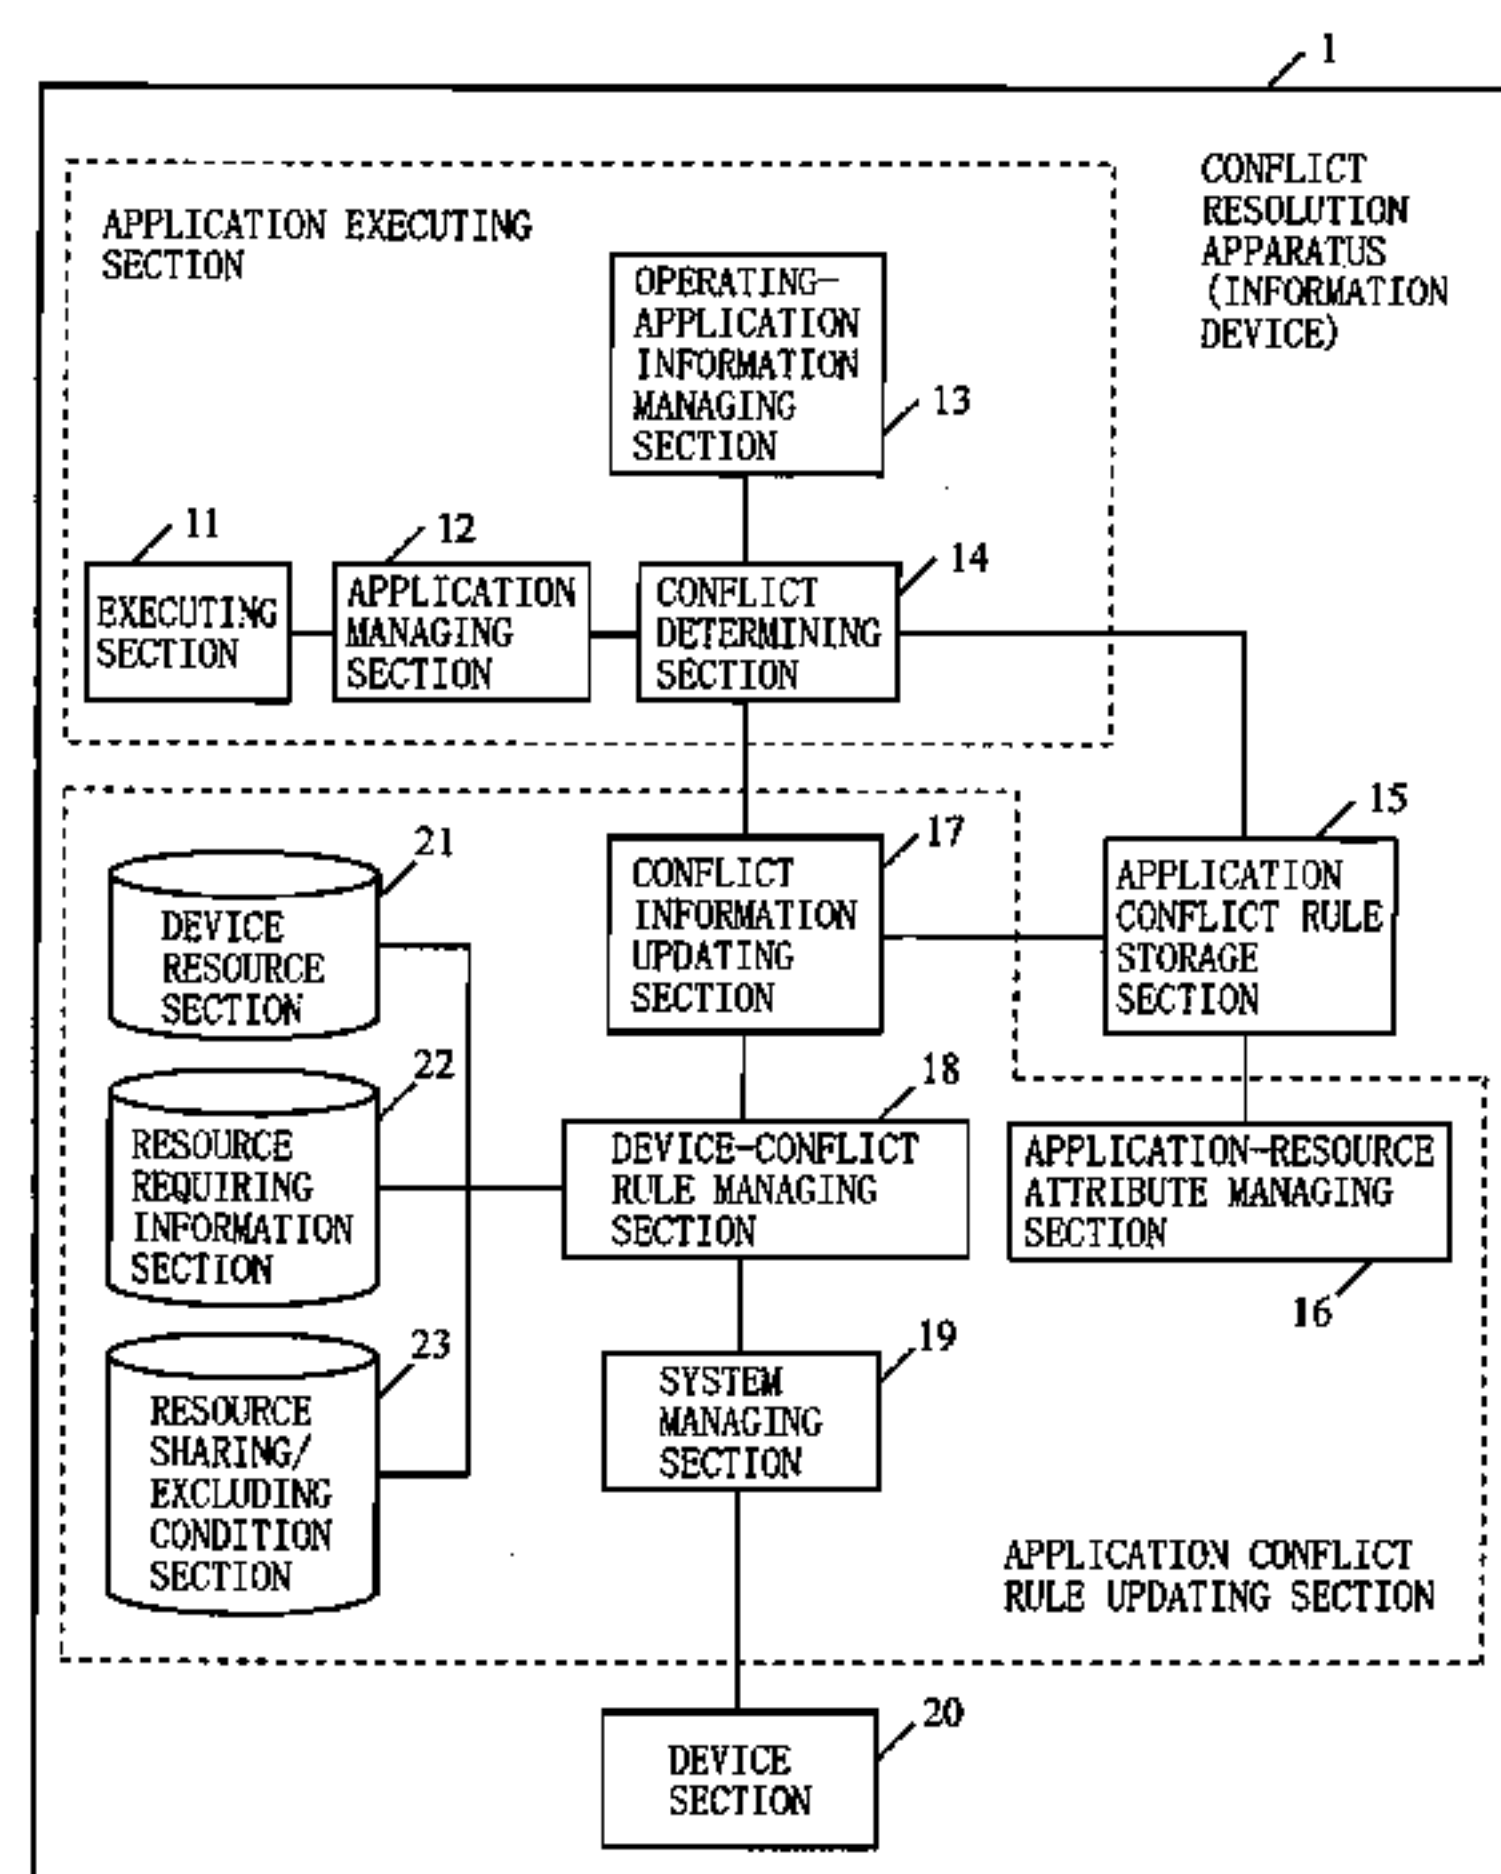 1
CONFLICT
RESOLUTION
APPARATUS
(INFORMATION
DEVICE)
APPLICATION EXECUTING
SECTION
OPERATING-
APPLICATION
INFORMATION
MANAGING
SECTION
13
11
EXECUTING
SECTION
12
APPLICATION
MANAGING
SECTION
14
CONFLICT
DETERMINING
SECTION
15
APPLICATION
CONFLICT RULE
STORAGE
SECTION
17
CONFLICT
INFORMATION
UPDATING
SECTION
21
DEVICE
RESOURCE
SECTION
22
RESOURCE
REQUIRING
INFORMATION
SECTION
18
DEVICE-CONFLICT
RULE MANAGING
SECTION
APPLICATION-RESOURCE
ATTRIBUTE MANAGING
SECTION
16
23
RESOURCE
SHARING/
EXCLUDING
CONDITION
SECTION
19
SYSTEM
MANAGING
SECTION
APPLICATION CONFLICT
RULE UPDATING SECTION
20
DEVICE
SECTION